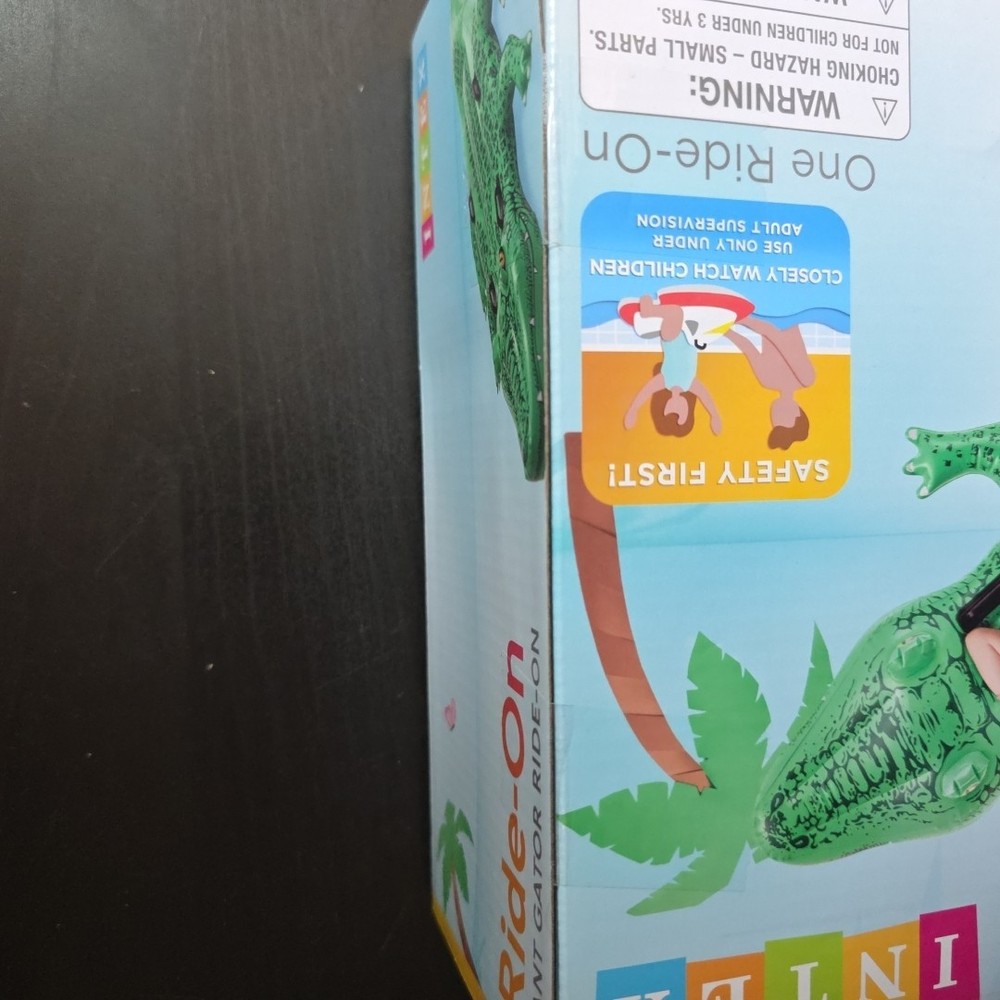 INTEX
SAFETY FIRST!
CLOSELY WATCH CHILDREN
USE ONLY UNDER
ADULT SUPERVISION
One Ride-On
WARNING:
CHOKING HAZARD – SMALL PARTS.
NOT FOR CHILDREN UNDER 3 YRS.
Ride-On
ANT GATOR RIDE-ON